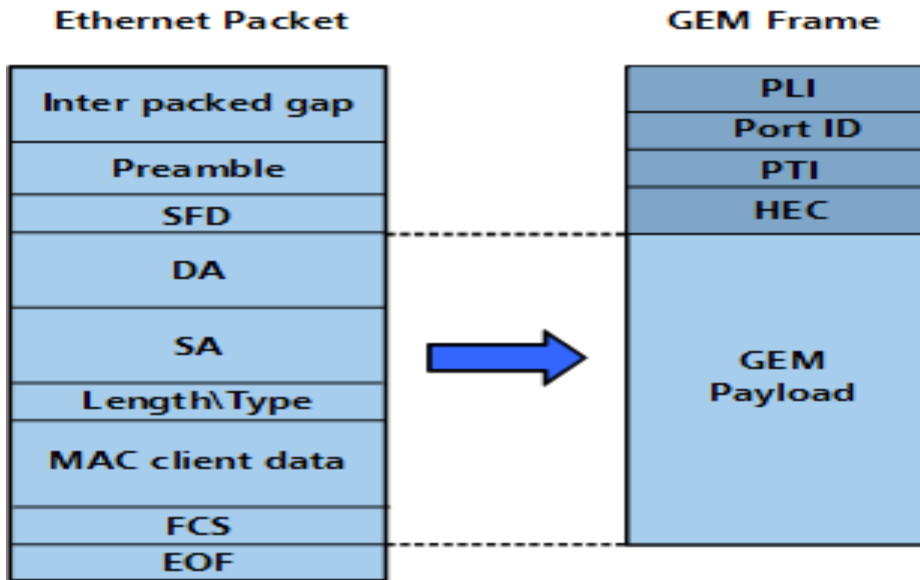 Ethernet Packet
Inter packed gap
Preamble
SFD
DA
SA
Length\Type
MAC client data
FCS
EOF
GEM Frame
PLI
Port ID
PTI
HEC
GEM
Payload